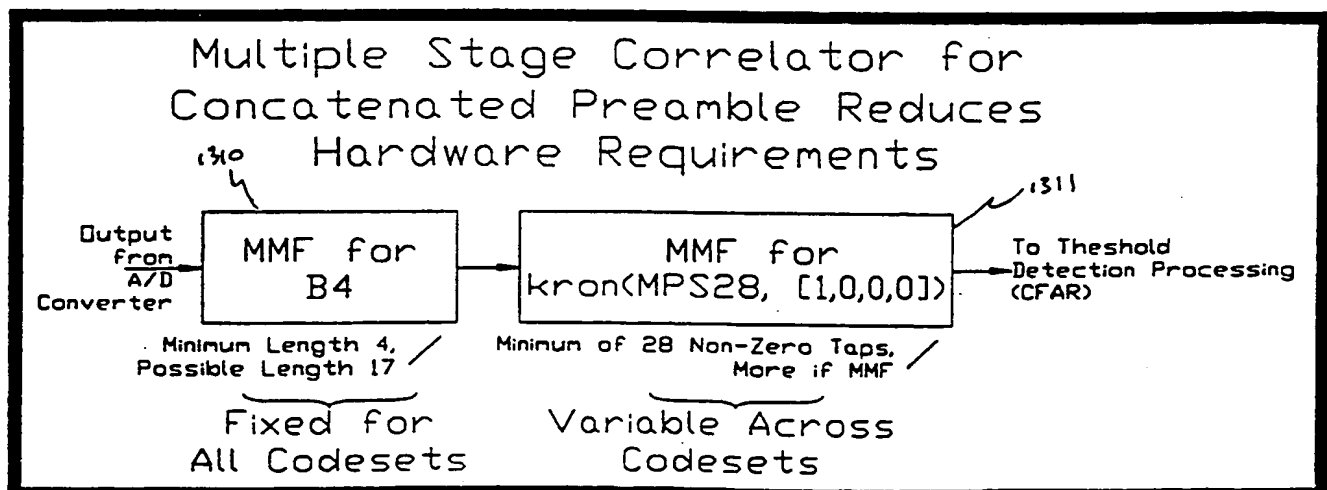 Multiple Stage Correlator for
Concatenated Preamble Reduces
Hardware Requirements
1310
1311
Output
from
A/D
Converter
MMF for
B4
MMF for
kron(MPS28, [1,0,0,0])
To Theshold
Detection Processing
(CFAR)
Minimum Length 4,
Possible Length 17
Minimum of 28 Non-Zero Taps,
More if MMF
Fixed for
All Codesets
Variable Across
Codesets